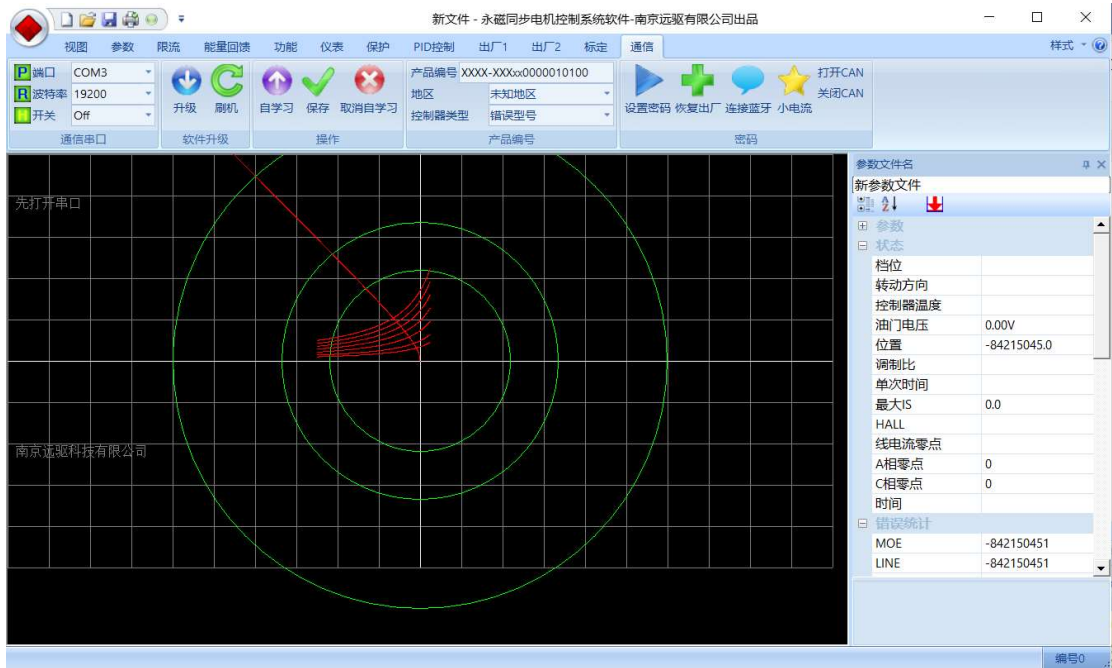 新文件 - 永磁同步电机控制系统软件-南京远驱有限公司出品
视图 参数 限流 能量回馈 功能 仪表 保护 PID控制 出厂1 出厂2 标定 通信 样式
P 端口 COM3
R 波特率 19200
开关 Off
通信串口
升级 刷机
软件升级
自学习 保存 取消自学习
操作
产品编号 XXXX-XXXxx0000010100
地区 未知地区
控制器类型 错误型号
产品编号
设置密码 恢复出厂 连接蓝牙 小电流
打开CAN
关闭CAN
密码
先打开串口
南京远驱科技有限公司
参数文件名
新参数文件
参数
状态
档位
转动方向
控制器温度
油门电压 0.00V
位置 -84215045.0
调制比
单次时间
最大IS 0.0
HALL
线电流零点
A相零点 0
C相零点 0
时间
错误统计
MOE -842150451
LINE -842150451
编号0